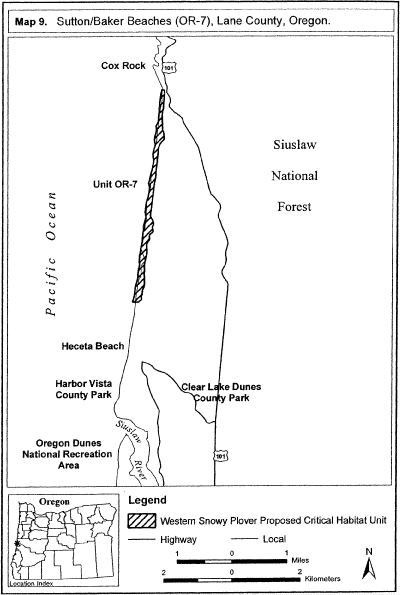 Map 9. Sutton/Baker Beaches (OR-7), Lane County, Oregon.
Cox Rock
101
Siuslaw
National
Forest
Unit OR-7
Pacific Ocean
Heceta Beach
Harbor Vista
County Park
Clear Lake Dunes
County Park
Siuslaw
River
Oregon Dunes
National Recreation
Area
101
Oregon
Location Index
Legend
Western Snowy Plover Proposed Critical Habitat Unit
Highway
Local
1 0 1
Miles
2 0 2
Kilometers
N